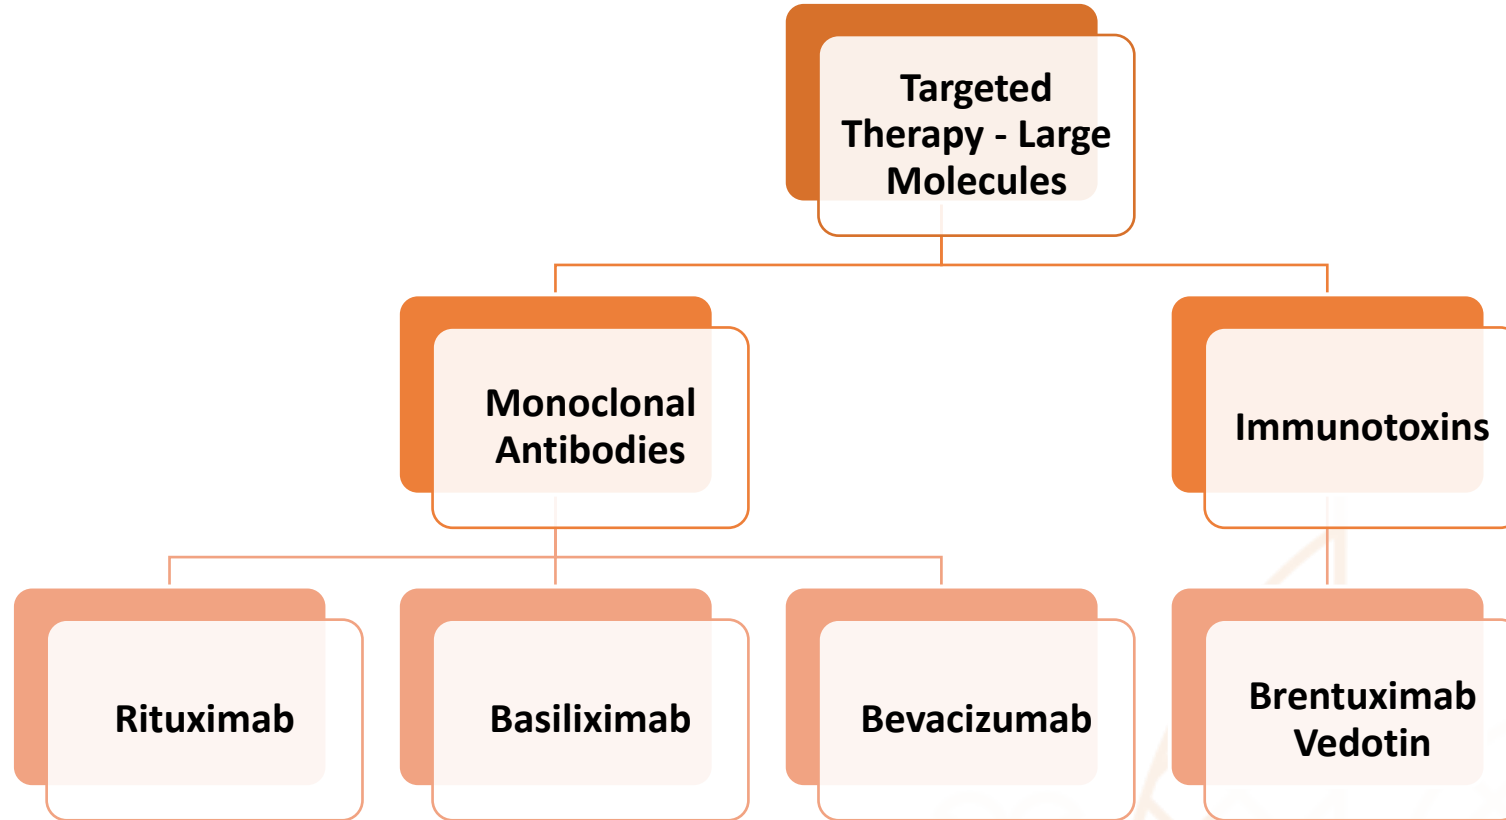 Targeted
Therapy - Large
Molecules
Monoclonal
Antibodies
Immunotoxins
Rituximab
Basiliximab
Bevacizumab
Brentuximab
Vedotin